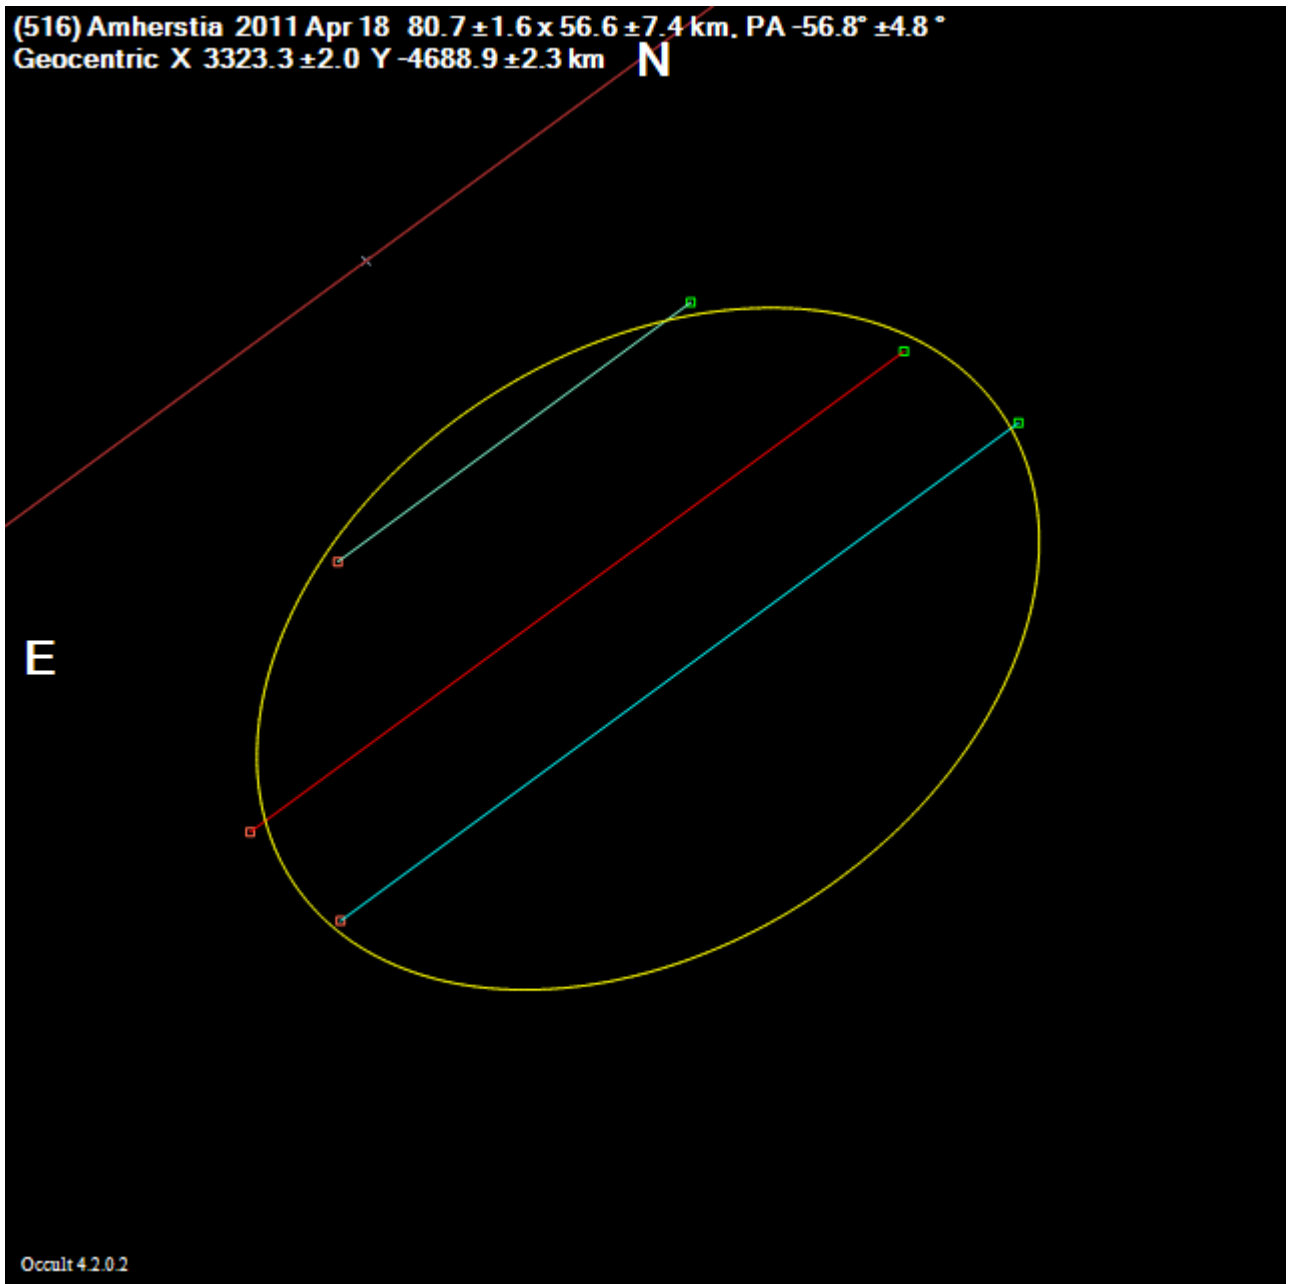 (516) Amherstia 2011 Apr 18 80.7 ±1.6 x 56.6 ±7.4 km, PA -56.8° ±4.8 °
Geocentric X 3323.3 ±2.0 Y -4688.9 ±2.3 km
N
E
Occult 4.2.0.2